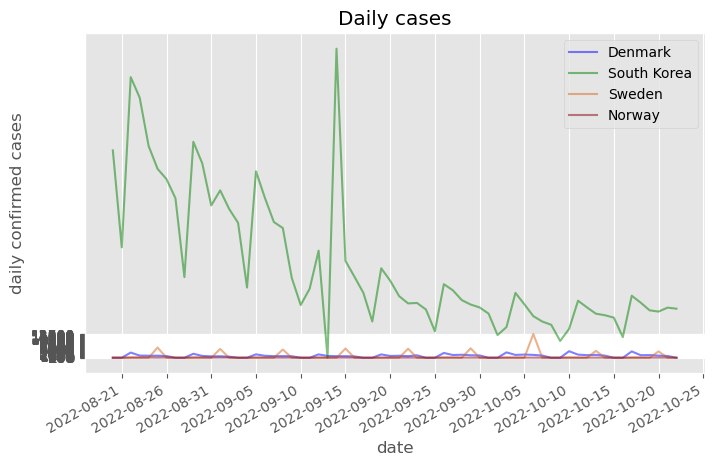 Daily cases
Denmark
South Korea
Sweden
Norway
daily confirmed cases
2022-08-21
2022-08-26
2022-08-31
2022-09-05
2022-09-10
2022-09-15
2022-09-20
2022-09-25
2022-09-30
2022-10-05
2022-10-10
2022-10-15
2022-10-20
2022-10-25
date